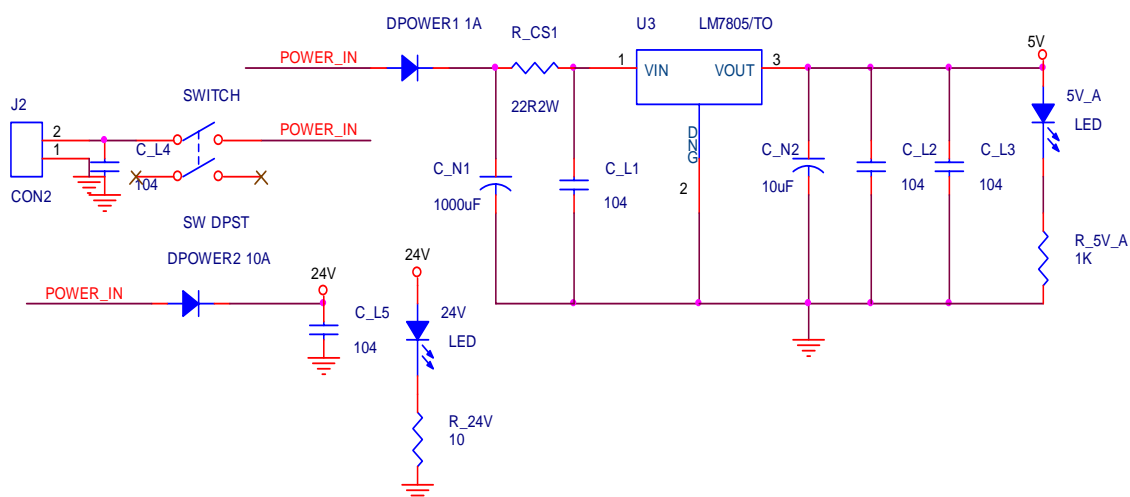 DPOWER1 1A
U3 LM7805/TO
R_CS1
5V
POWER_IN
1
VIN
VOUT
3
J2
SWITCH
22R2W
5V_A
LED
2
POWER_IN
1
C_L4
104
DNG
C_N1
1000uF
C_L1
104
2
C_N2
10uF
C_L2
104
C_L3
104
CON2
SW DPST
R_5V_A
1K
DPOWER2 10A
24V
24V
POWER_IN
C_L5
104
24V
LED
R_24V
10